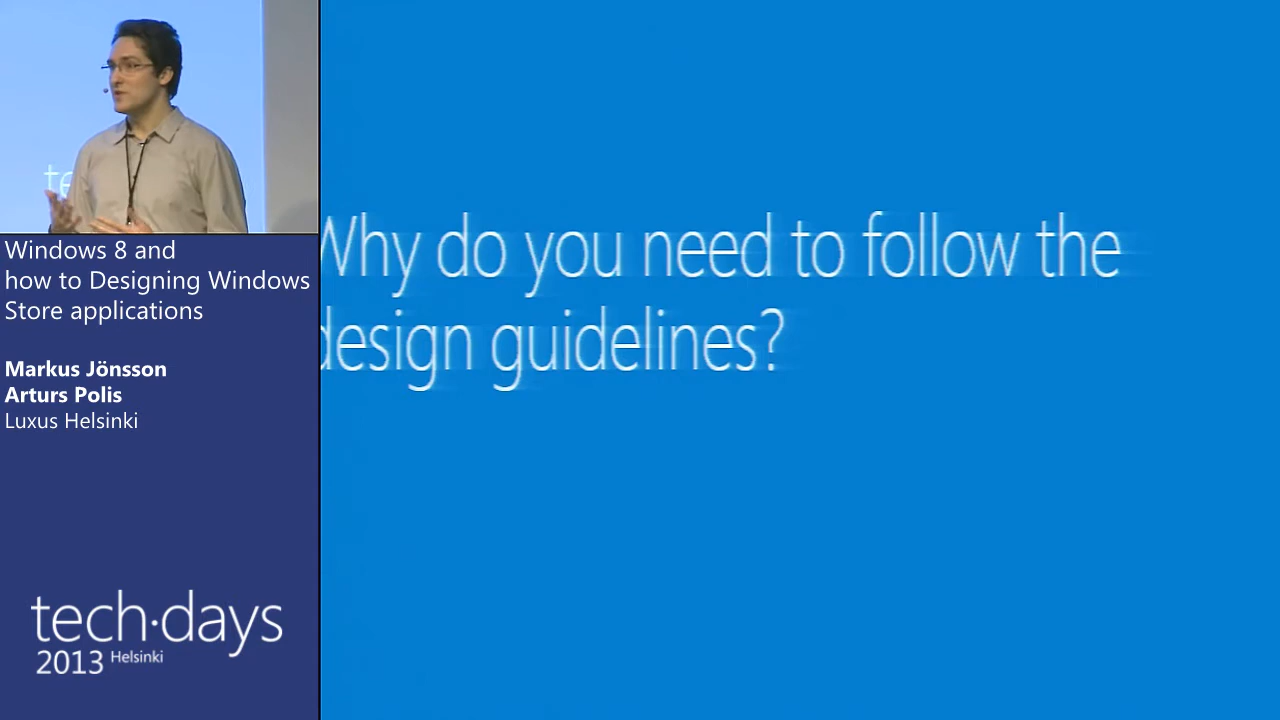 te
Windows 8 and
how to Designing Windows
Store applications
Markus Jönsson
Arturs Polis
Luxus Helsinki
tech·days
2013 Helsinki
Why do you need to follow the
design guidelines?